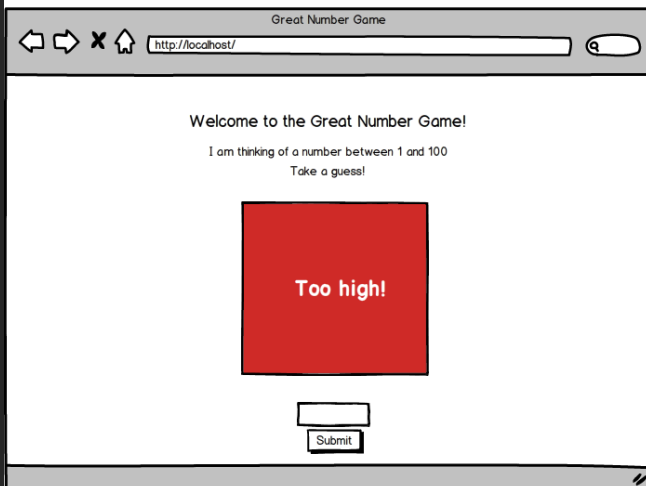 Great Number Game
http://localhost/
Welcome to the Great Number Game!
I am thinking of a number between 1 and 100
Take a guess!
Too high!
Submit